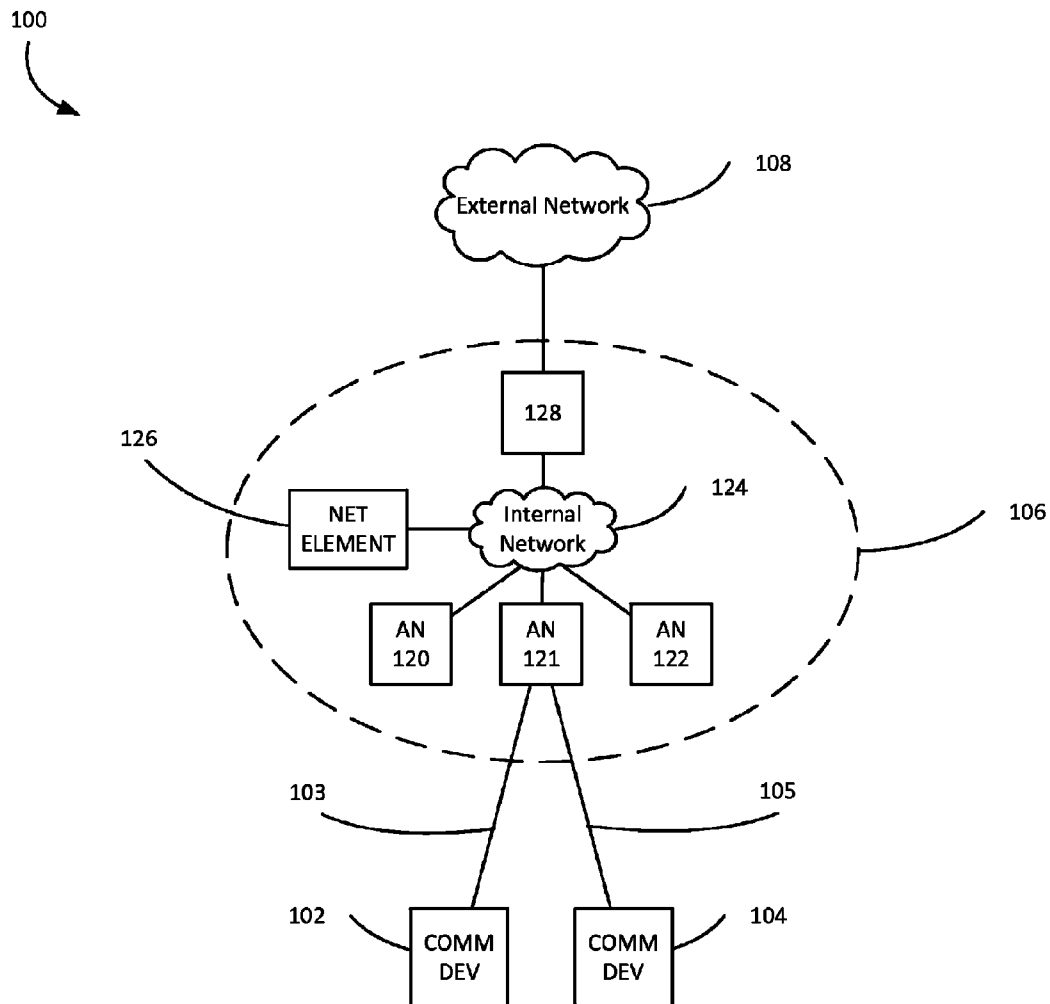 100
108
External Network
128
126
124
NET
ELEMENT
Internal
Network
106
AN
120
AN
121
AN
122
103
105
102
COMM
DEV
COMM
DEV
104